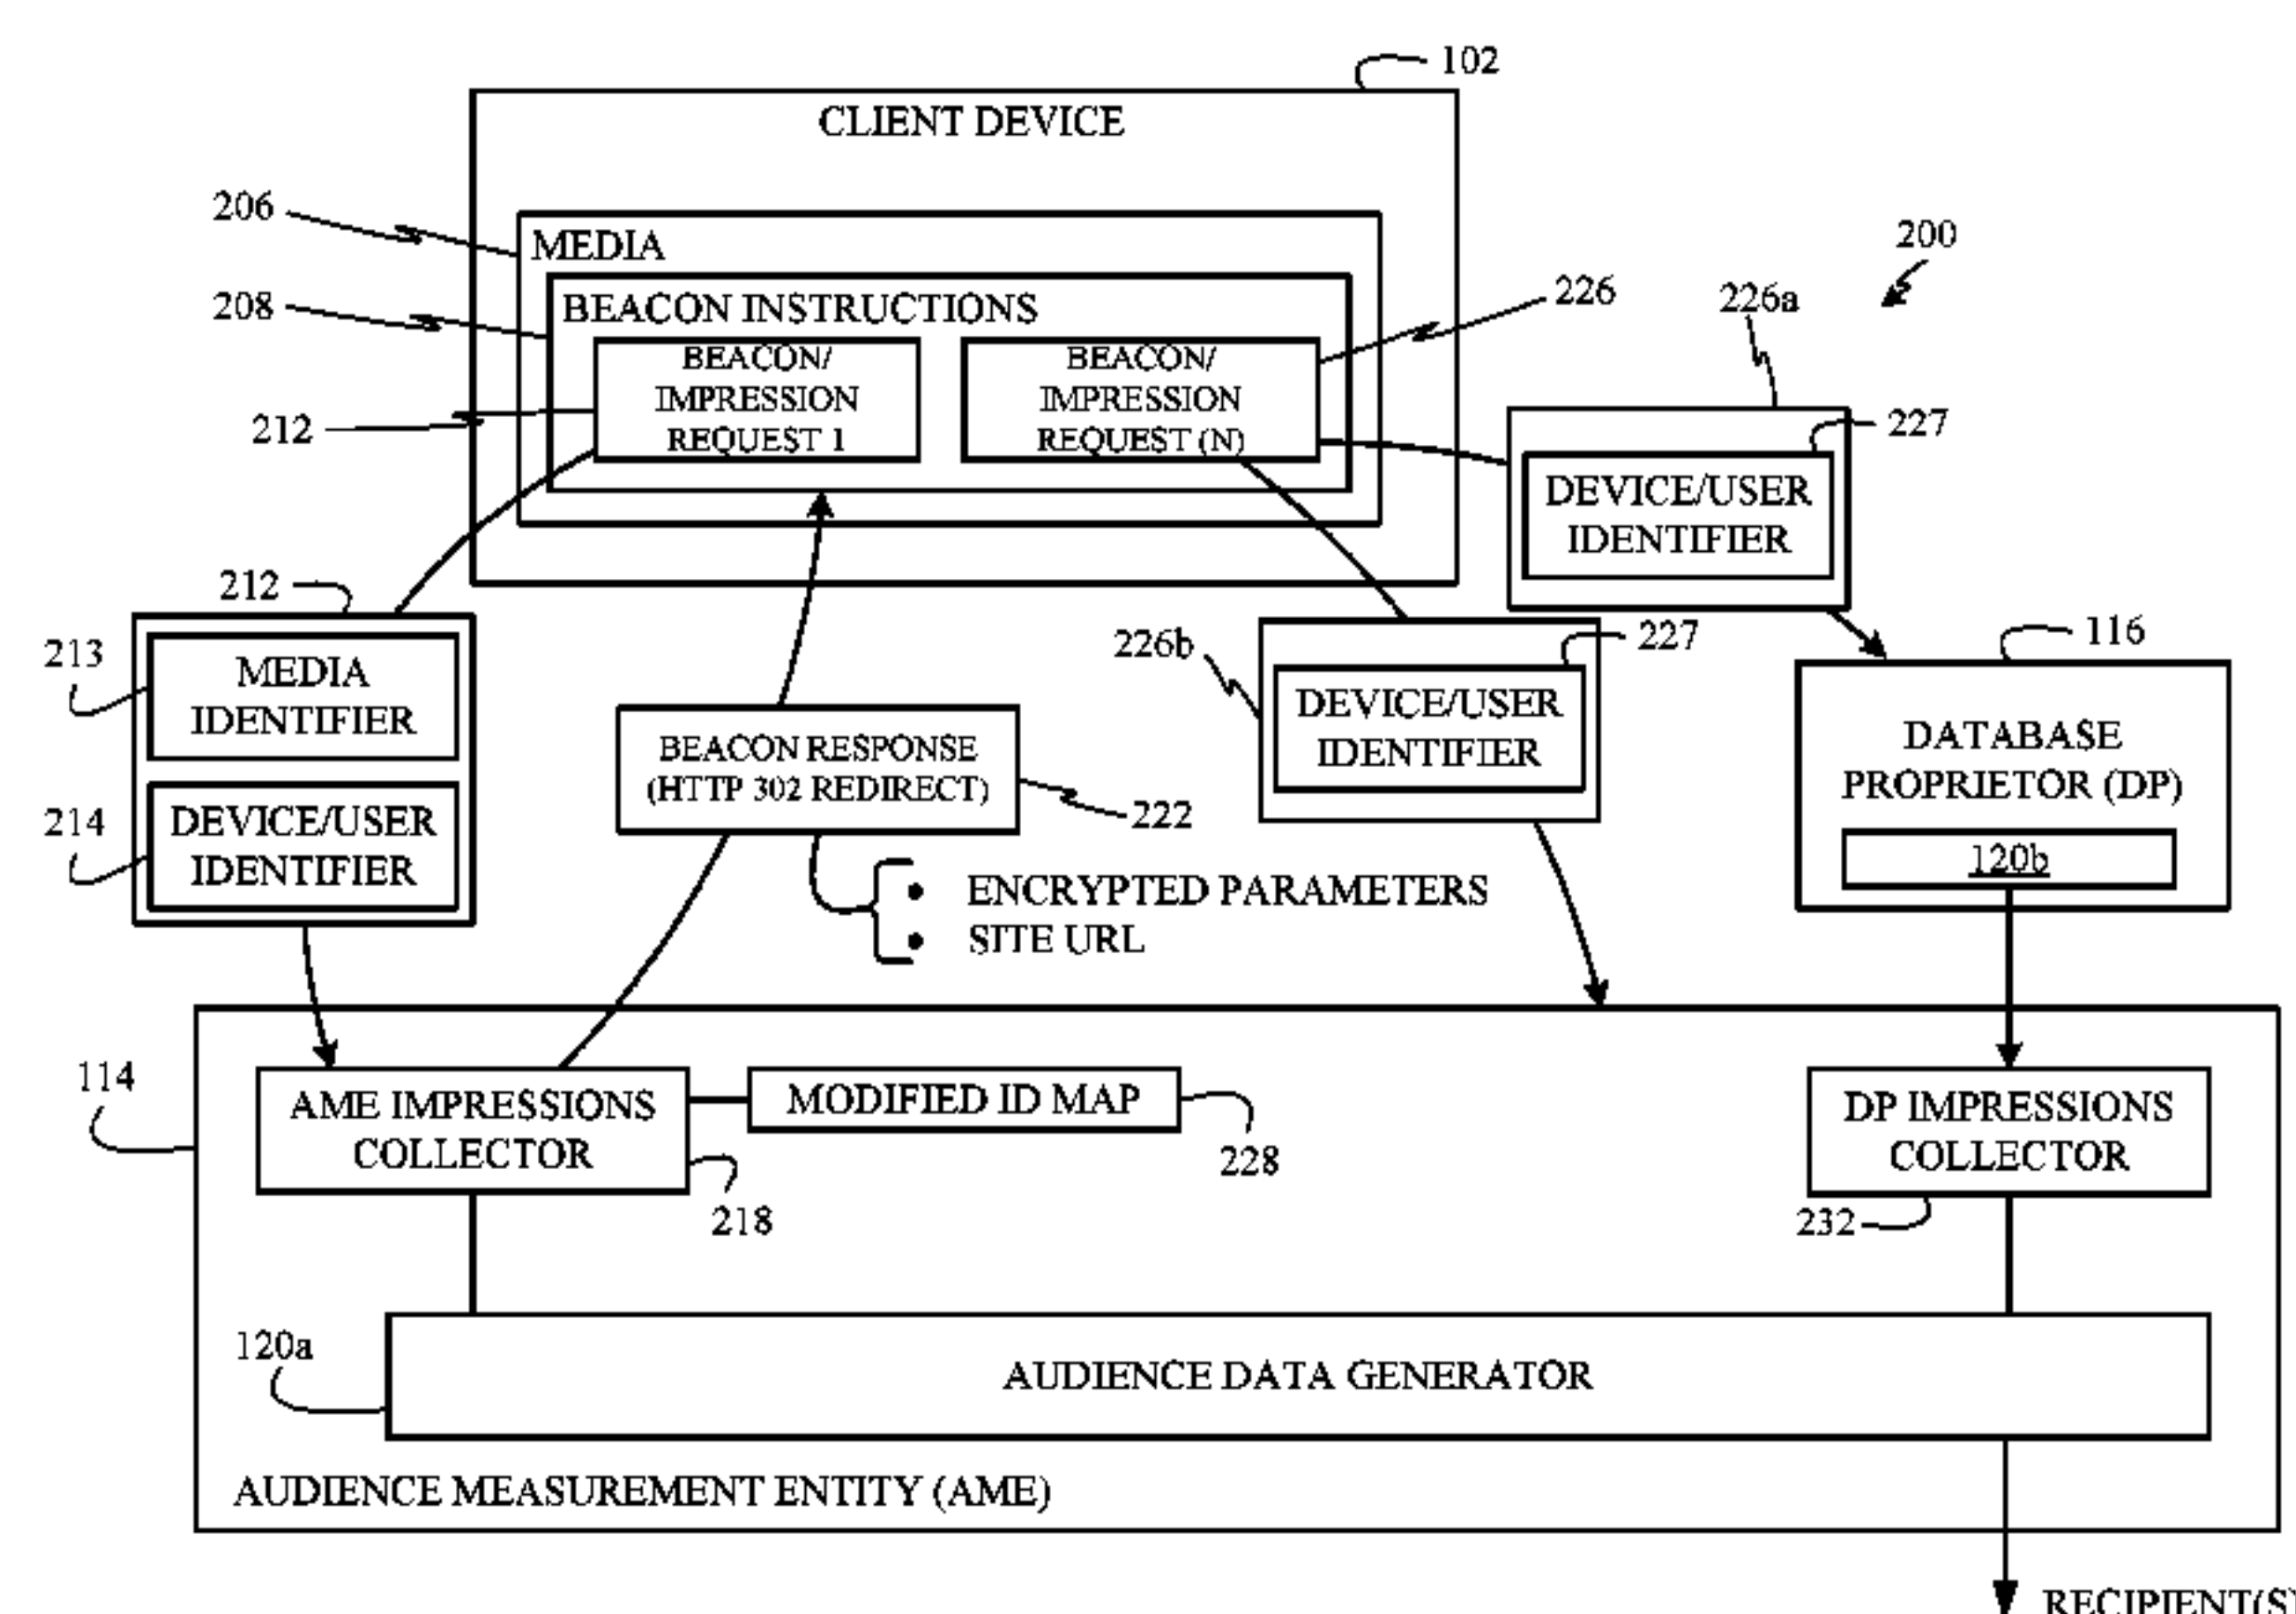 102
CLIENT DEVICE
206
MEDIA
200
208
BEACON INSTRUCTIONS
226
226a
BEACON/
IMPRESSION
REQUEST 1
BEACON/
IMPRESSION
REQUEST (N)
212
227
DEVICE/USER
IDENTIFIER
212
213
MEDIA
IDENTIFIER
214
DEVICE/USER
IDENTIFIER
226b
227
DEVICE/USER
IDENTIFIER
116
DATABASE
PROPRIETOR (DP)
120b
BEACON RESPONSE
(HTTP 302 REDIRECT)
222
• ENCRYPTED PARAMETERS
• SITE URL
114
AME IMPRESSIONS
COLLECTOR
218
MODIFIED ID MAP
228
DP IMPRESSIONS
COLLECTOR
232
120a
AUDIENCE DATA GENERATOR
AUDIENCE MEASUREMENT ENTITY (AME)
RECIPIENT(S)